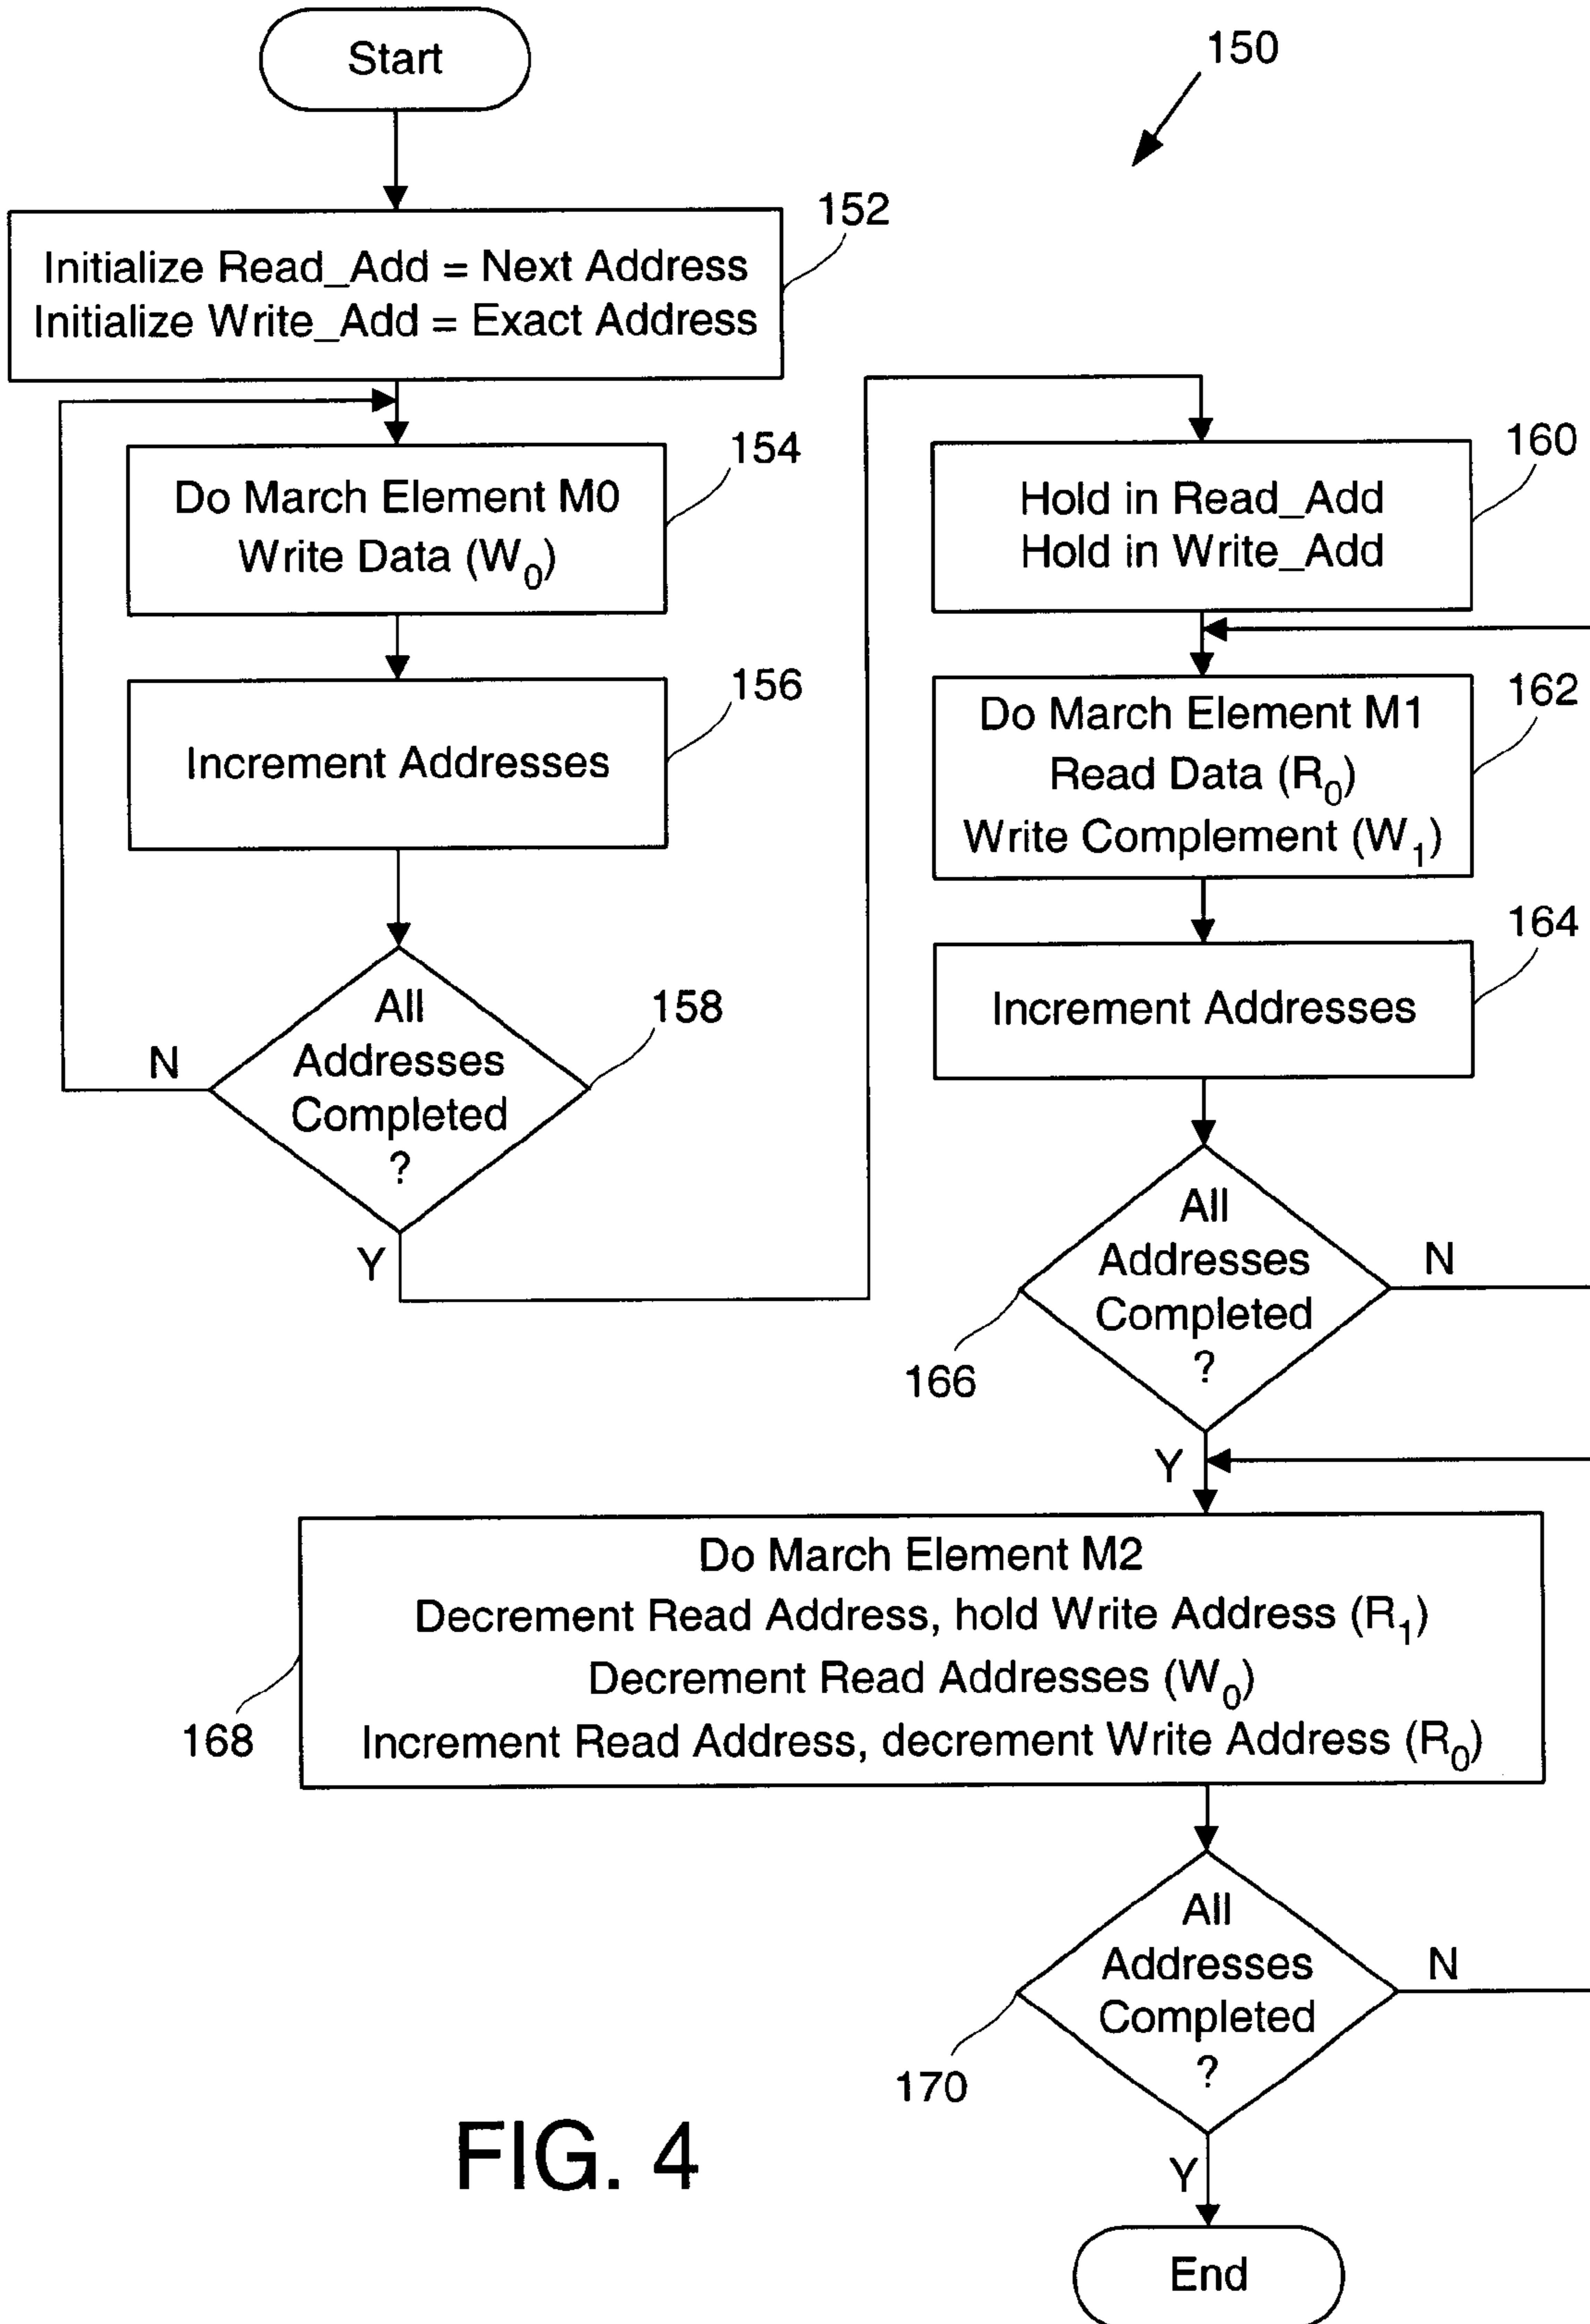 Start
150
152
Initialize Read_Add = Next Address
Initialize Write_Add = Exact Address
154
Do March Element M0
Write Data (W0)
156
Increment Addresses
158
All
Addresses
Completed
?
N
Y
160
Hold in Read_Add
Hold in Write_Add
162
Do March Element M1
Read Data (R0)
Write Complement (W1)
164
Increment Addresses
All
Addresses
Completed
?
N
166
Y
Do March Element M2
Decrement Read Address, hold Write Address (R1)
Decrement Read Addresses (W0)
Increment Read Address, decrement Write Address (R0)
168
All
Addresses
Completed
?
N
170
Y
End
FIG. 4